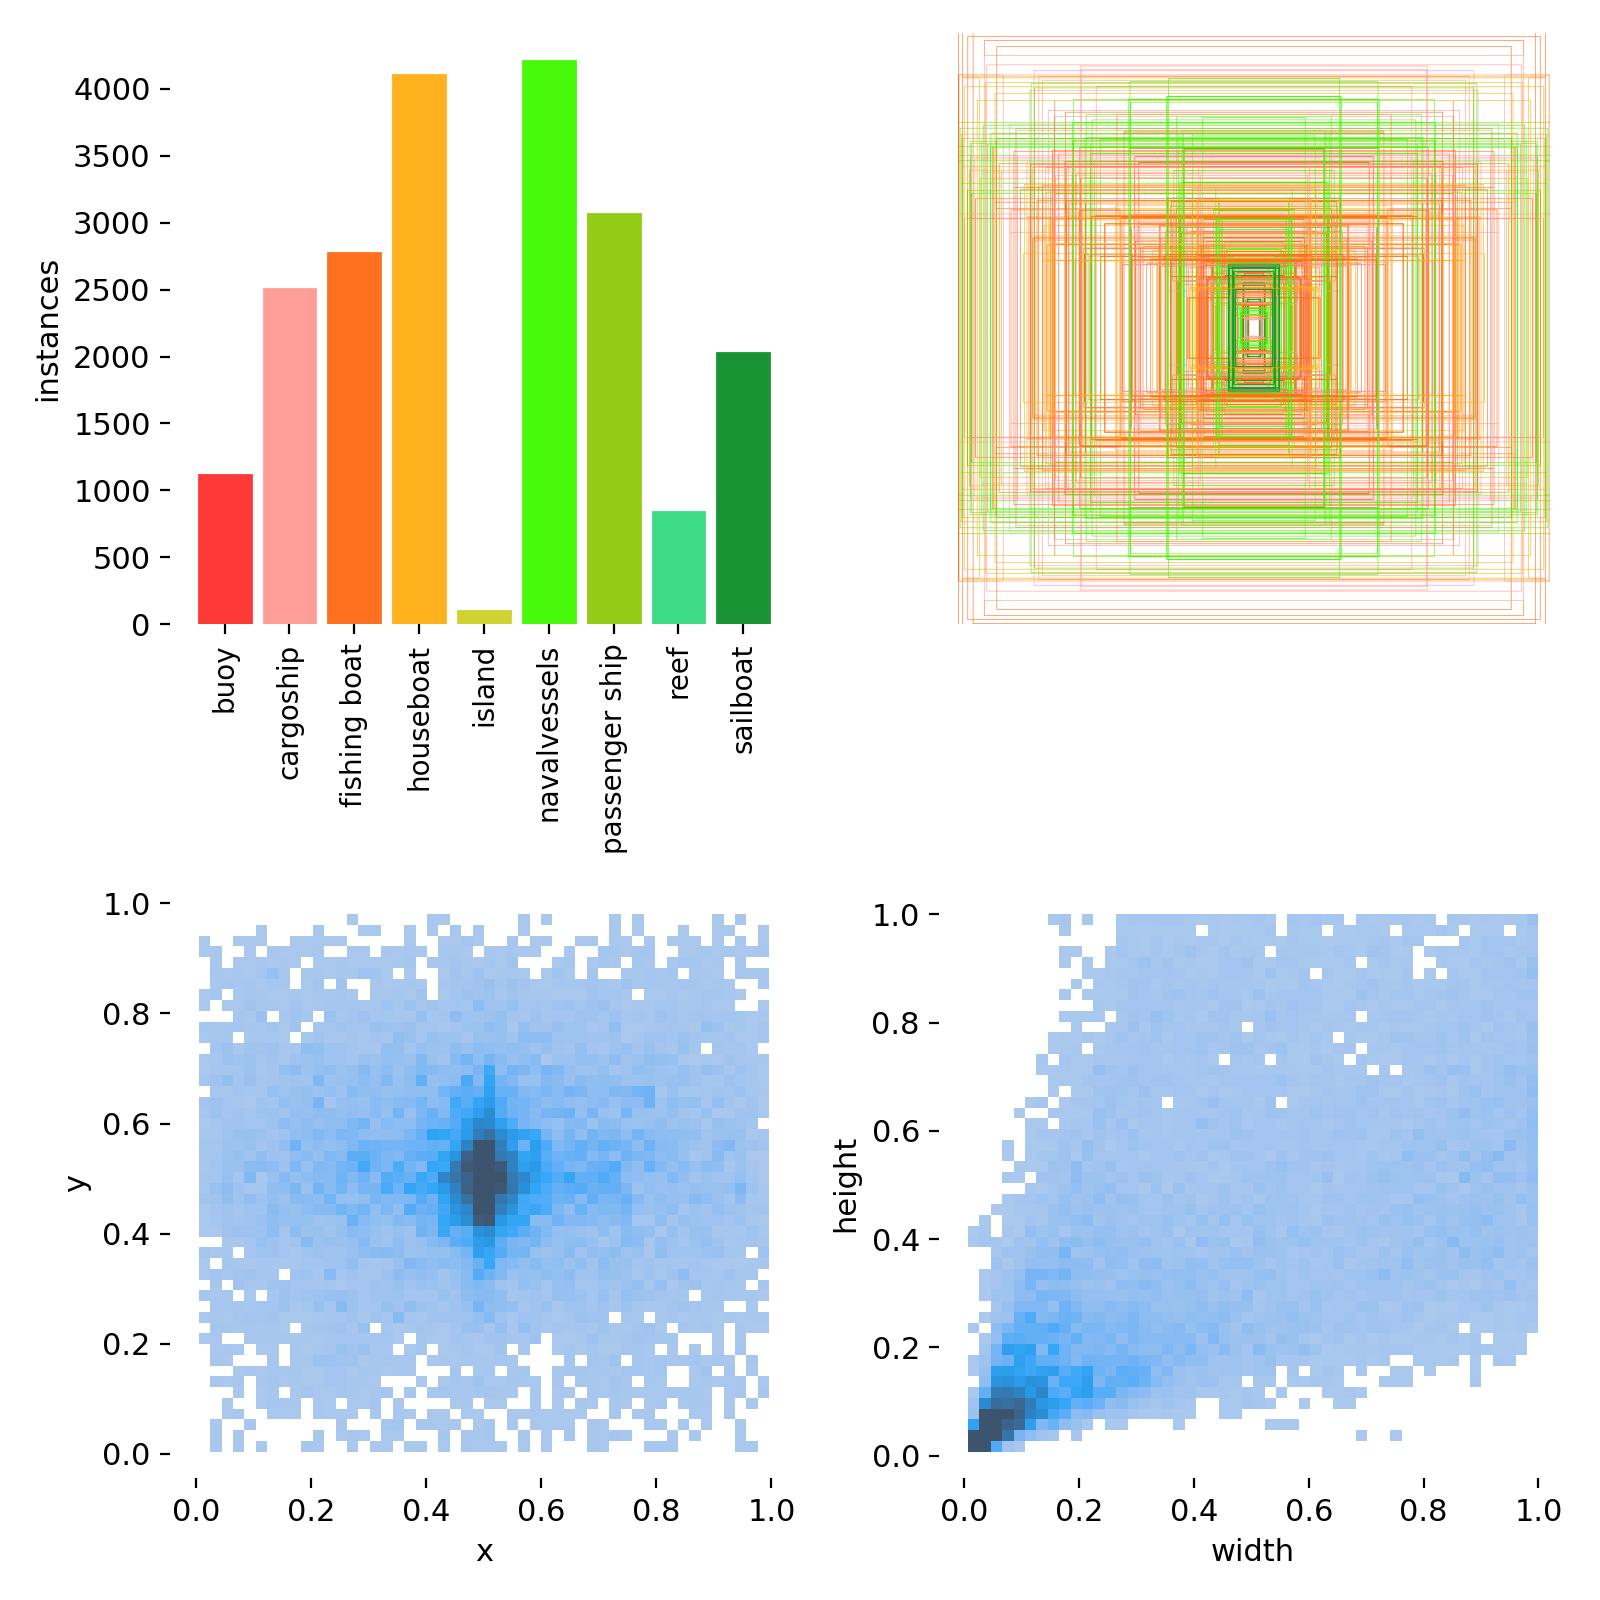 instances
4000
3500
3000
2500
2000
1500
1000
500
0
buoy
cargoship
fishing boat
houseboat
island
navalvessels
passenger ship
reef
sailboat
y
1.0
0.8
0.6
0.4
0.2
0.0
0.0 0.2 0.4 0.6 0.8 1.0
x
height
1.0
0.8
0.6
0.4
0.2
0.0
0.0 0.2 0.4 0.6 0.8 1.0
width